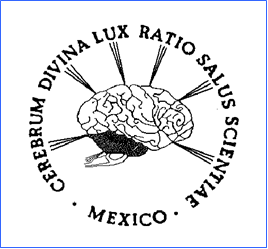 CEREBRUM DIVINA LUX RATIO SALUS SCIENTIAE
· MEXICO ·